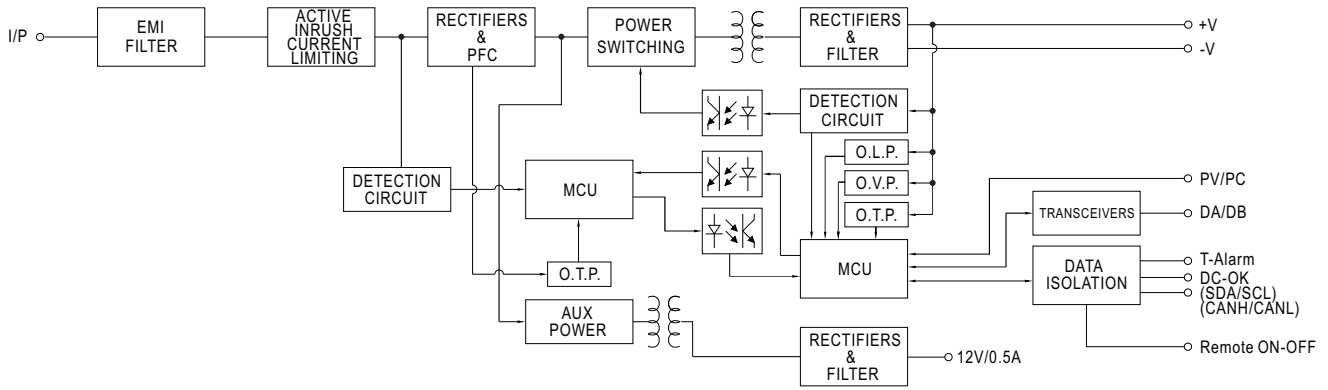 I/P
EMI
FILTER
ACTIVE
INRUSH
CURRENT
LIMITING
RECTIFIERS
&
PFC
POWER
SWITCHING
RECTIFIERS
&
FILTER
+V
-V
DETECTION
CIRCUIT
O.L.P.
O.V.P.
O.T.P.
DETECTION
CIRCUIT
MCU
O.T.P.
MCU
PV/PC
TRANSCEIVERS
DA/DB
DATA
ISOLATION
T-Alarm
DC-OK
(SDA/SCL)
(CANH/CANL)
Remote ON-OFF
AUX
POWER
RECTIFIERS
&
FILTER
12V/0.5A